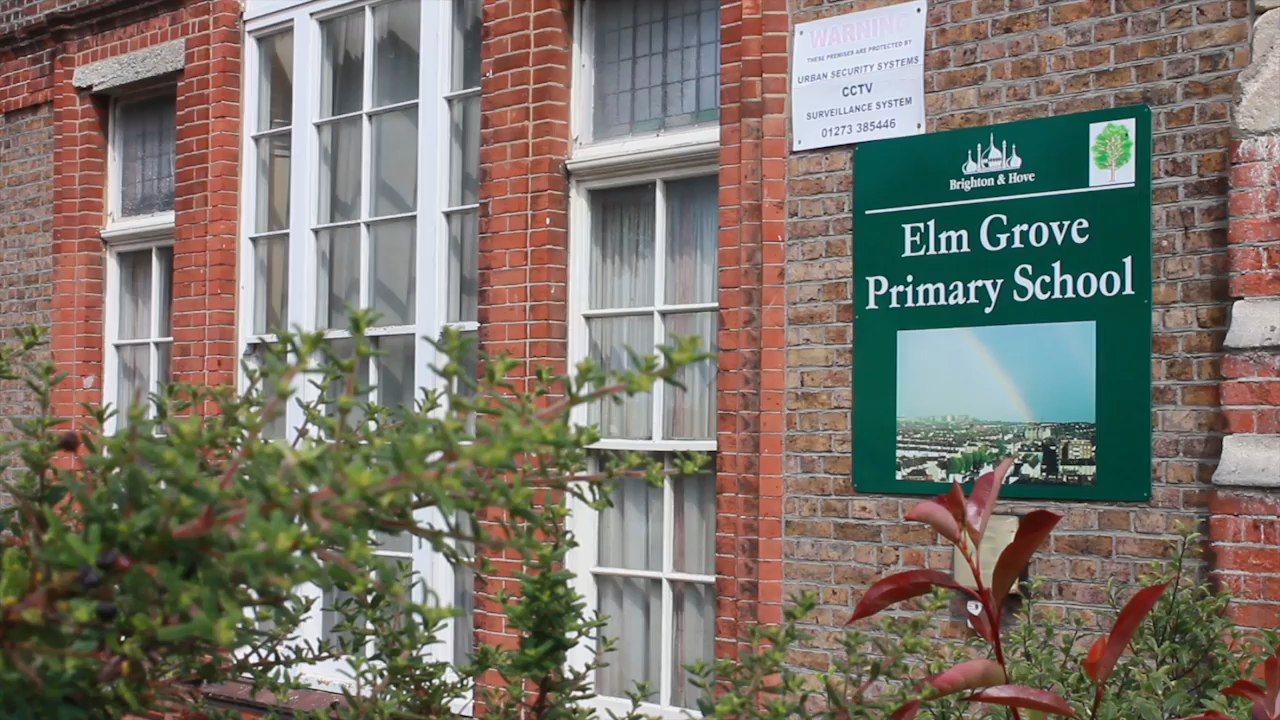 WARNING
THESE PREMISES ARE PROTECTED BY
URBAN SECURITY SYSTEMS
CCTV
SURVEILLANCE SYSTEM
01273 385446
Brighton & Hove
Elm Grove
Primary School